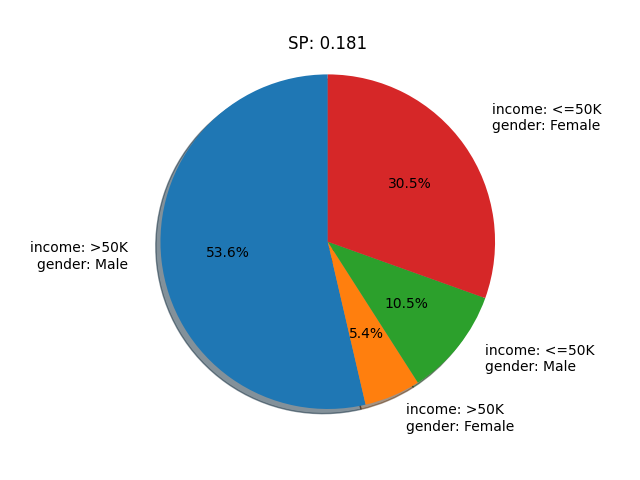 SP: 0.181
income: <=50K
gender: Female
30.5%
income: >50K
gender: Male
53.6%
10.5%
5.4%
income: <=50K
gender: Male
income: >50K
gender: Female